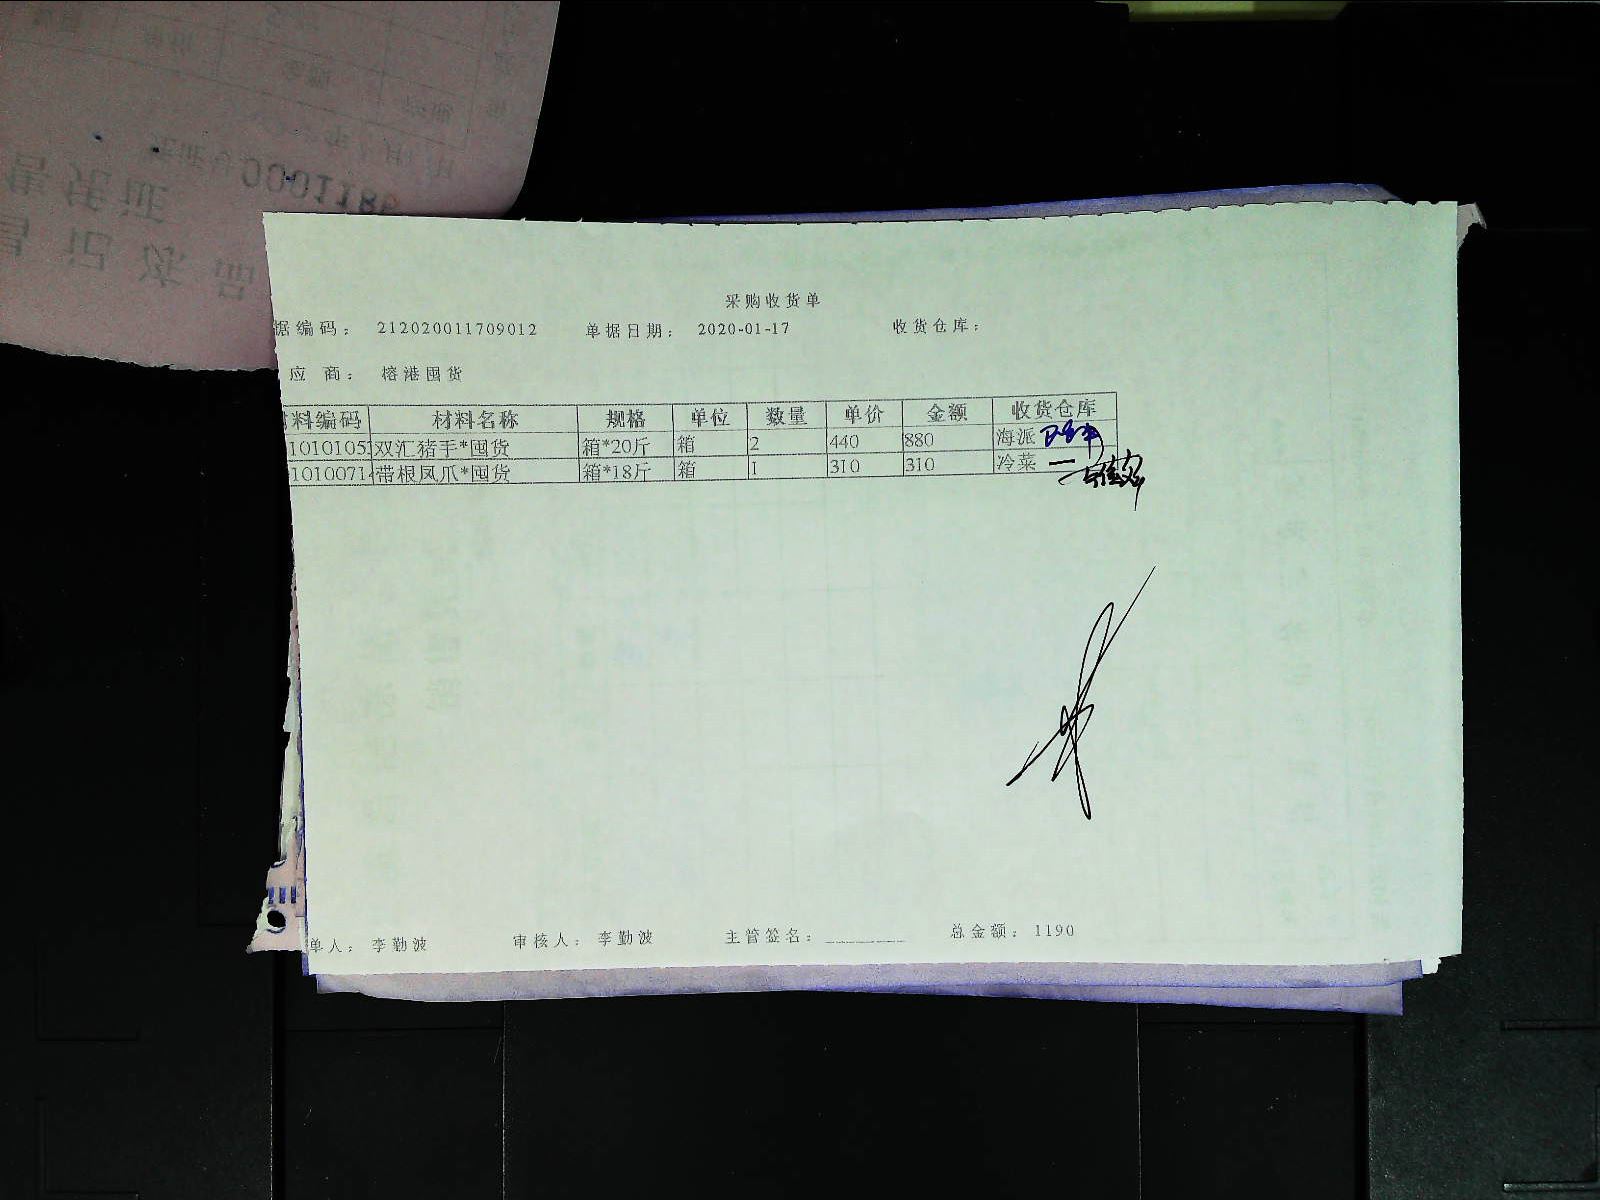 采购收货单
据编码： 212020011709012 单据日期： 2020-01-17 收货仓库：
应 商： 榕港囤货
料编码 材料名称 规格 单位 数量 单价 金额 收货仓库
1010105 双汇猪手*囤货 箱*20斤 箱 2 440 880 海派
1010071 带根凤爪*囤货 箱*18斤 箱 1 310 310 冷菜
单人： 李勤波 审核人： 李勤波 主管签名： ________ 总金额： 1190